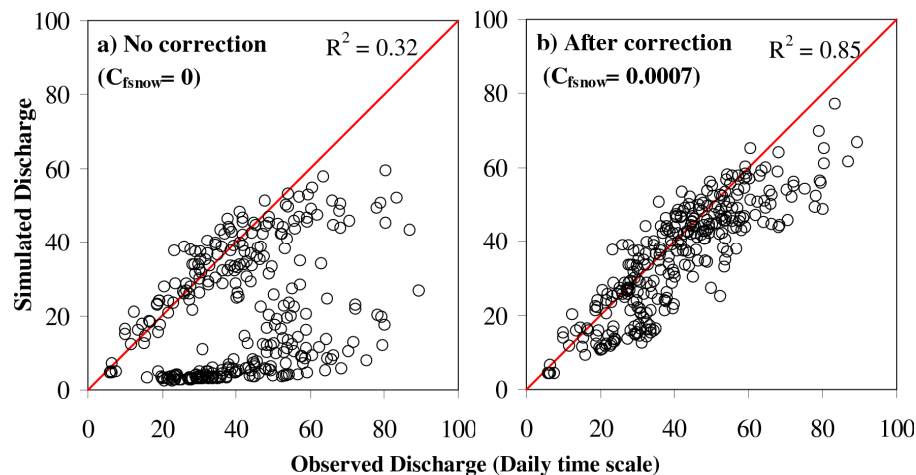 a) No correction
(Cfsnow= 0)
R² = 0.32
b) After correction
(Cfsnow= 0.0007)
R² = 0.85
Simulated Discharge
100
80
60
40
20
0
0 20 40 60 80 100
100
80
60
40
20
0
0 20 40 60 80 100
Observed Discharge (Daily time scale)